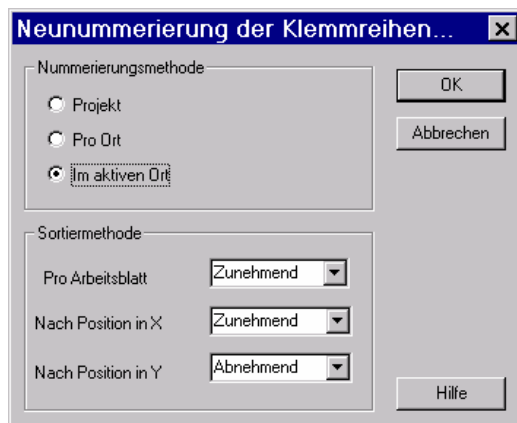 Neunummerierung der Klemmreihen...
Nummerierungsmethode
Projekt
Pro Ort
Im aktiven Ort
OK
Abbrechen
Sortiermethode
Pro Arbeitsblatt Zunehmend
Nach Position in X Zunehmend
Nach Position in Y Abnehmend
Hilfe